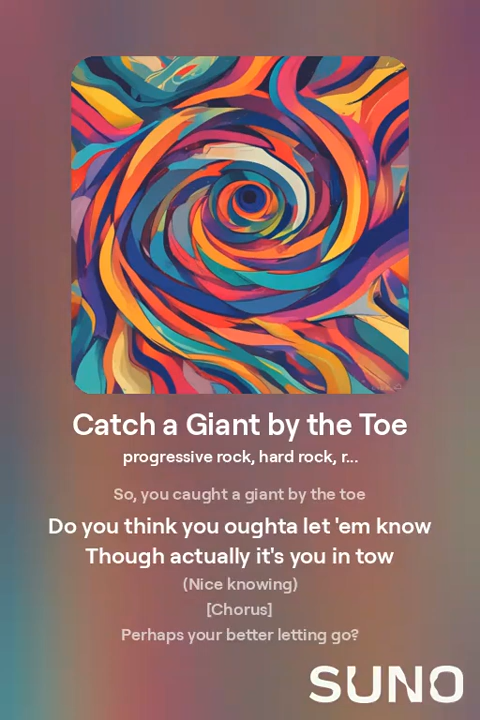 Catch a Giant by the Toe
progressive rock, hard rock, r...
So, you caught a giant by the toe
Do you think you oughta let 'em know
Though actually it's you in tow
(Nice knowing)
[Chorus]
Perhaps your better letting go?
SUNO